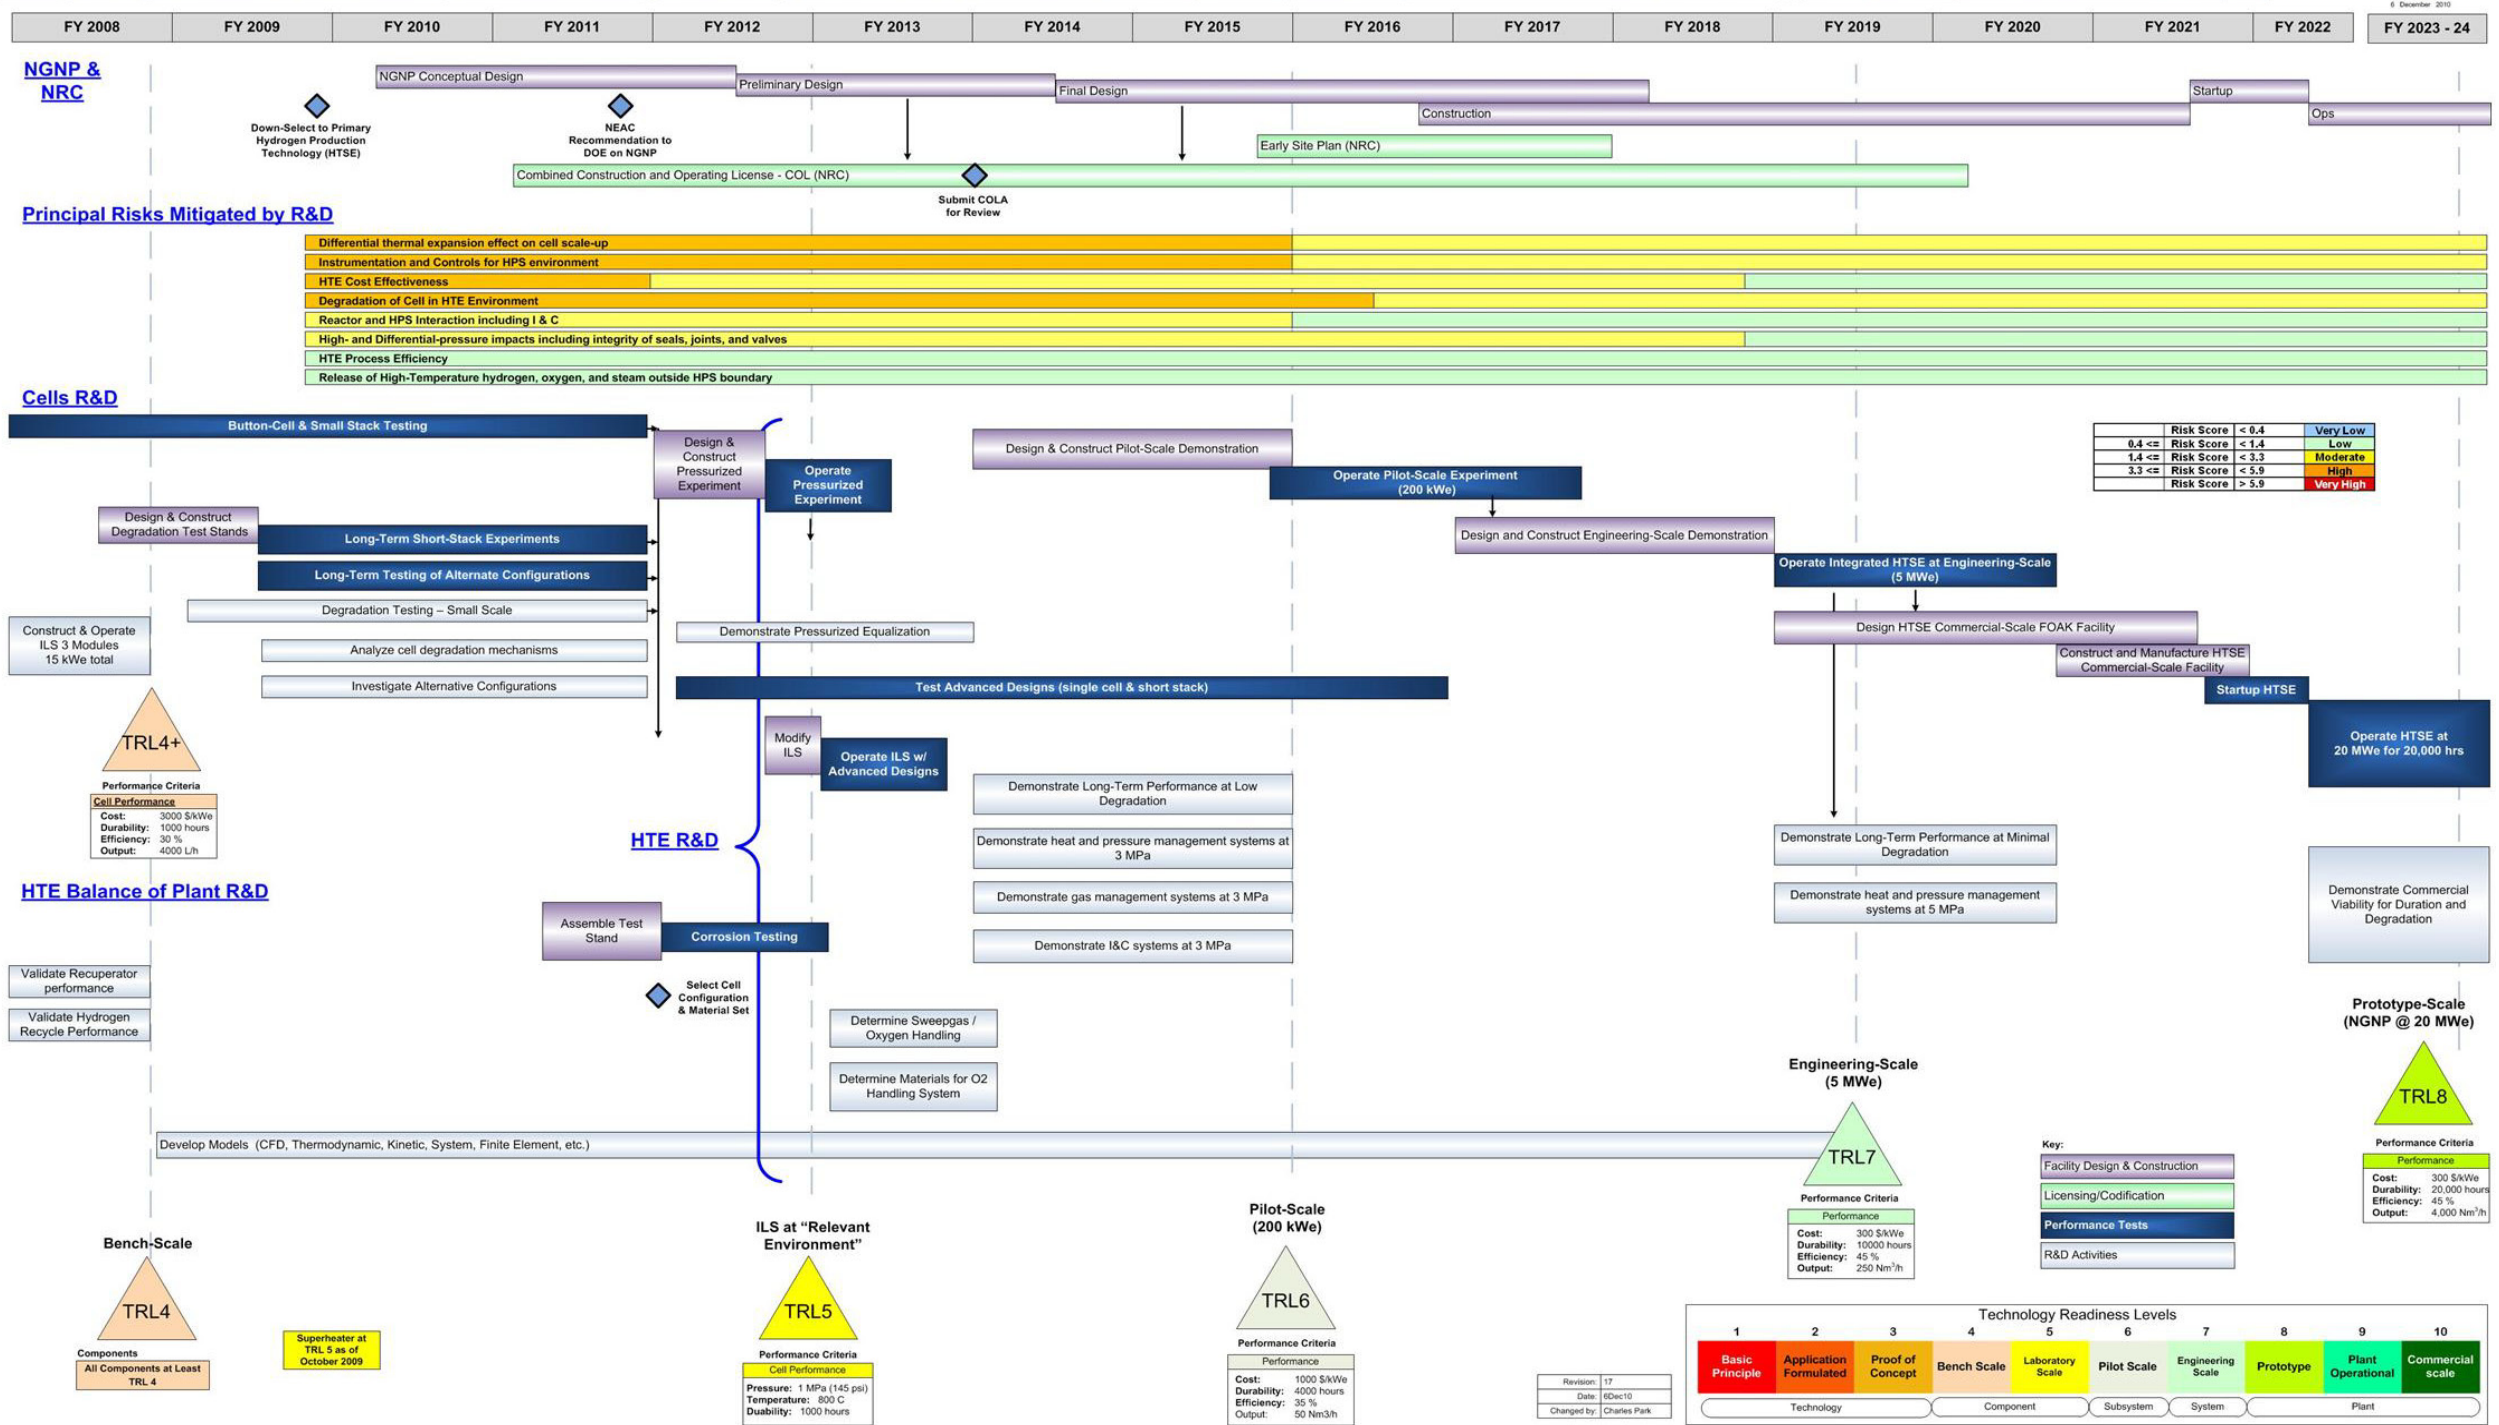 6 December 2010
FY 2008
FY 2009
FY 2010
FY 2011
FY 2012
FY 2013
FY 2014
FY 2015
FY 2016
FY 2017
FY 2018
FY 2019
FY 2020
FY 2021
FY 2022
FY 2023 - 24
NGNP &
NRC
NGNP Conceptual Design
Preliminary Design
Final Design
Construction
Startup
Ops
Down-Select to Primary
Hydrogen Production
Technology (HTSE)
NEAC
Recommendation to
DOE on NGNP
Early Site Plan (NRC)
Combined Construction and Operating License - COL (NRC)
Submit COLA
for Review
Principal Risks Mitigated by R&D
Differential thermal expansion effect on cell scale-up
Instrumentation and Controls for HPS environment
HTE Cost Effectiveness
Degradation of Cell in HTE Environment
Reactor and HPS Interaction including I & C
High- and Differential-pressure impacts including integrity of seals, joints, and valves
HTE Process Efficiency
Release of High-Temperature hydrogen, oxygen, and steam outside HPS boundary
Cells R&D
Button-Cell & Small Stack Testing
Design &
Construct
Pressurized
Experiment
Operate
Pressurized
Experiment
Design & Construct Pilot-Scale Demonstration
Operate Pilot-Scale Experiment
(200 kWe)
Risk Score < 0.4 Very Low
0.4 <= Risk Score < 1.4 Low
1.4 <= Risk Score < 3.3 Moderate
3.3 <= Risk Score < 5.9 High
Risk Score > 5.9 Very High
Design & Construct
Degradation Test Stands
Long-Term Short-Stack Experiments
Design and Construct Engineering-Scale Demonstration
Long-Term Testing of Alternate Configurations
Operate Integrated HTSE at Engineering-Scale
(5 MWe)
Degradation Testing – Small Scale
Construct & Operate
ILS 3 Modules
15 kWe total
Demonstrate Pressurized Equalization
Design HTSE Commercial-Scale FOAK Facility
Analyze cell degradation mechanisms
Construct and Manufacture HTSE
Commercial-Scale Facility
Investigate Alternative Configurations
Test Advanced Designs (single cell & short stack)
Startup HTSE
TRL4+
Modify
ILS
Operate ILS w/
Advanced Designs
Operate HTSE at
20 MWe for 20,000 hrs
Performance Criteria
Cell Performance
Cost: 3000 $/kWe
Durability: 1000 hours
Efficiency: 30 %
Output: 4000 L/h
Demonstrate Long-Term Performance at Low
Degradation
HTE R&D
Demonstrate heat and pressure management systems at
3 MPa
Demonstrate Long-Term Performance at Minimal
Degradation
HTE Balance of Plant R&D
Demonstrate gas management systems at 3 MPa
Demonstrate heat and pressure management
systems at 5 MPa
Demonstrate Commercial
Viability for Duration and
Degradation
Assemble Test
Stand
Corrosion Testing
Demonstrate I&C systems at 3 MPa
Validate Recuperator
performance
Select Cell
Configuration
& Material Set
Validate Hydrogen
Recycle Performance
Determine Sweepgas /
Oxygen Handling
Determine Materials for O2
Handling System
Prototype-Scale
(NGNP @ 20 MWe)
Engineering-Scale
(5 MWe)
TRL8
Develop Models (CFD, Thermodynamic, Kinetic, System, Finite Element, etc.)
TRL7
Performance Criteria
Performance
Cost: 300 $/kWe
Durability: 10000 hours
Efficiency: 45 %
Output: 250 Nm³/h
Key:
Facility Design & Construction
Licensing/Codification
Performance Tests
R&D Activities
Performance Criteria
Performance
Cost: 300 $/kWe
Durability: 20,000 hours
Efficiency: 45 %
Output: 4,000 Nm³/h
Bench-Scale
TRL4
Components
All Components at Least
TRL 4
Superheater at
TRL 5 as of
October 2009
ILS at “Relevant
Environment”
TRL5
Performance Criteria
Cell Performance
Pressure: 1 MPa (145 psi)
Temperature: 800 C
Duability: 1000 hours
Pilot-Scale
(200 kWe)
TRL6
Performance Criteria
Performance
Cost: 1000 $/kWe
Durability: 4000 hours
Efficiency: 35 %
Output: 50 Nm3/h
Revision: 17
Date: 6Dec10
Changed by: Charles Park
Technology Readiness Levels
1 2 3 4 5 6 7 8 9 10
Basic
Principle
Application
Formulated
Proof of
Concept
Bench Scale
Laboratory
Scale
Pilot Scale
Engineering
Scale
Prototype
Plant
Operational
Commercial
scale
Technology
Component
Subsystem
System
Plant